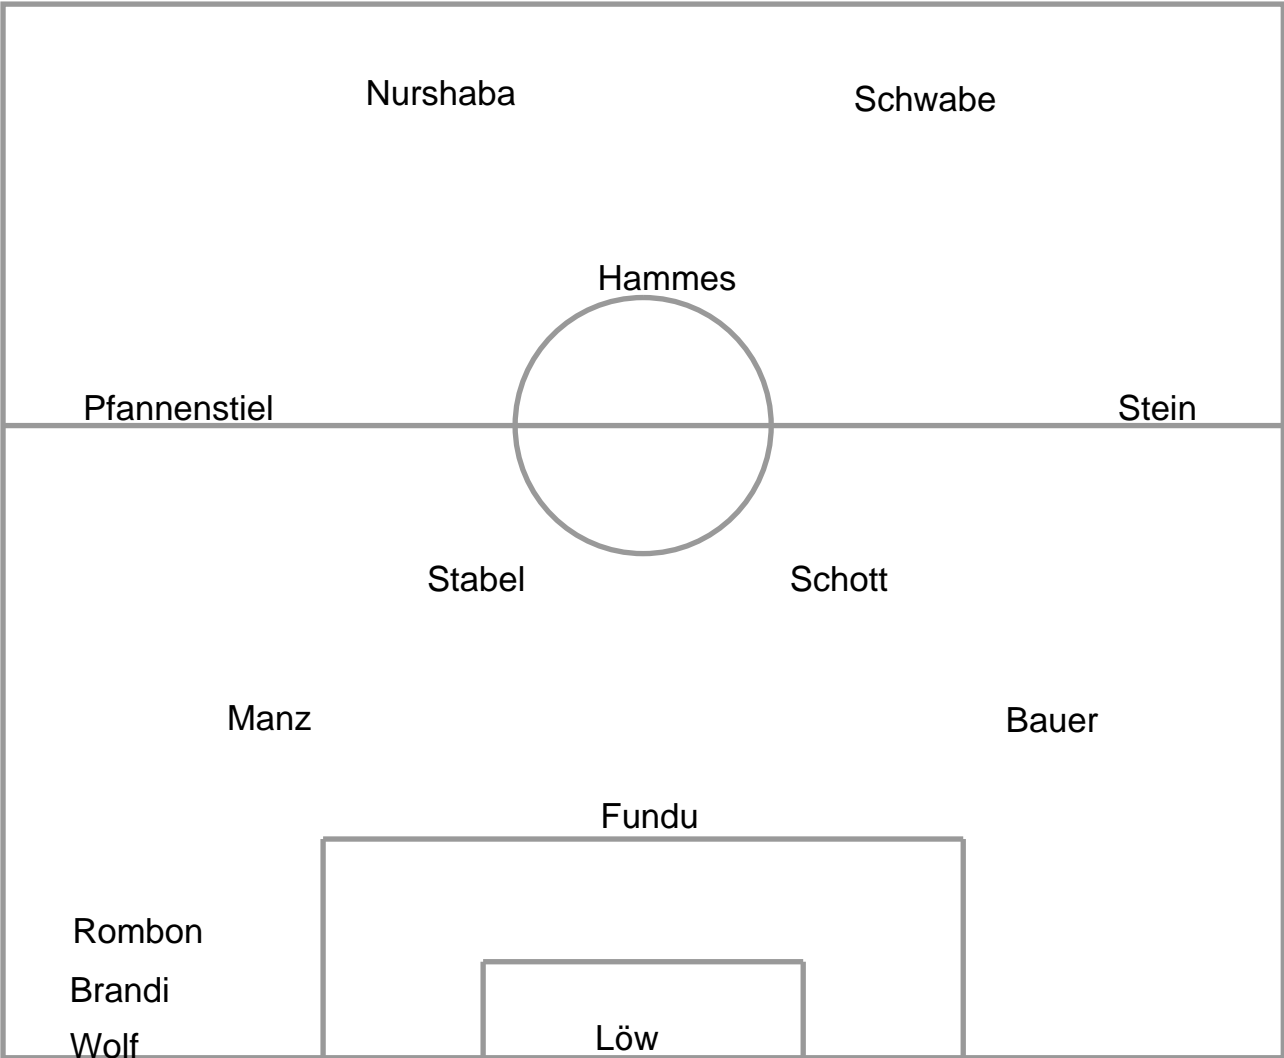 Nurshaba
Schwabe
Hammes
Pfannenstiel
Stein
Stabel
Schott
Manz
Bauer
Fundu
Rombon
Brandi
Wolf
Löw